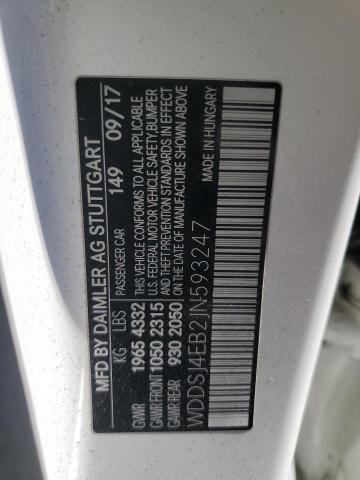 MFD BY DAIMLER AG STUTTGART
PASSENGER CAR 149 09/17
KG LBS
GVWR 1965 4332
GAWR FRONT 1050 2315
GAWR REAR 930 2050
THIS VEHICLE CONFORMS TO ALL APPLICABLE
U.S. FEDERAL MOTOR VEHICLE SAFETY, BUMPER
AND THEFT PREVENTION STANDARDS IN EFFECT
ON THE DATE OF MANUFACTURE SHOWN ABOVE
WDDSJ4EB2JN593247
MADE IN HUNGARY